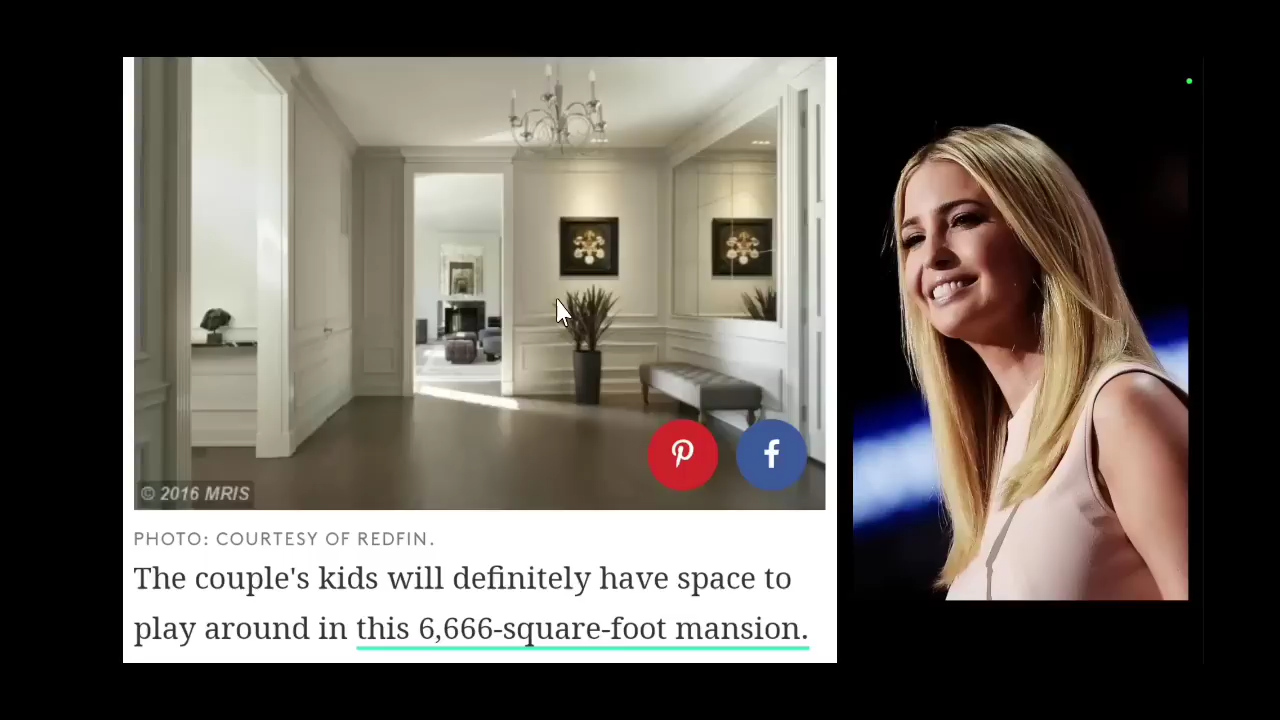 © 2016 MRIS
PHOTO: COURTESY OF REDFIN.
The couple's kids will definitely have space to
play around in this 6,666-square-foot mansion.